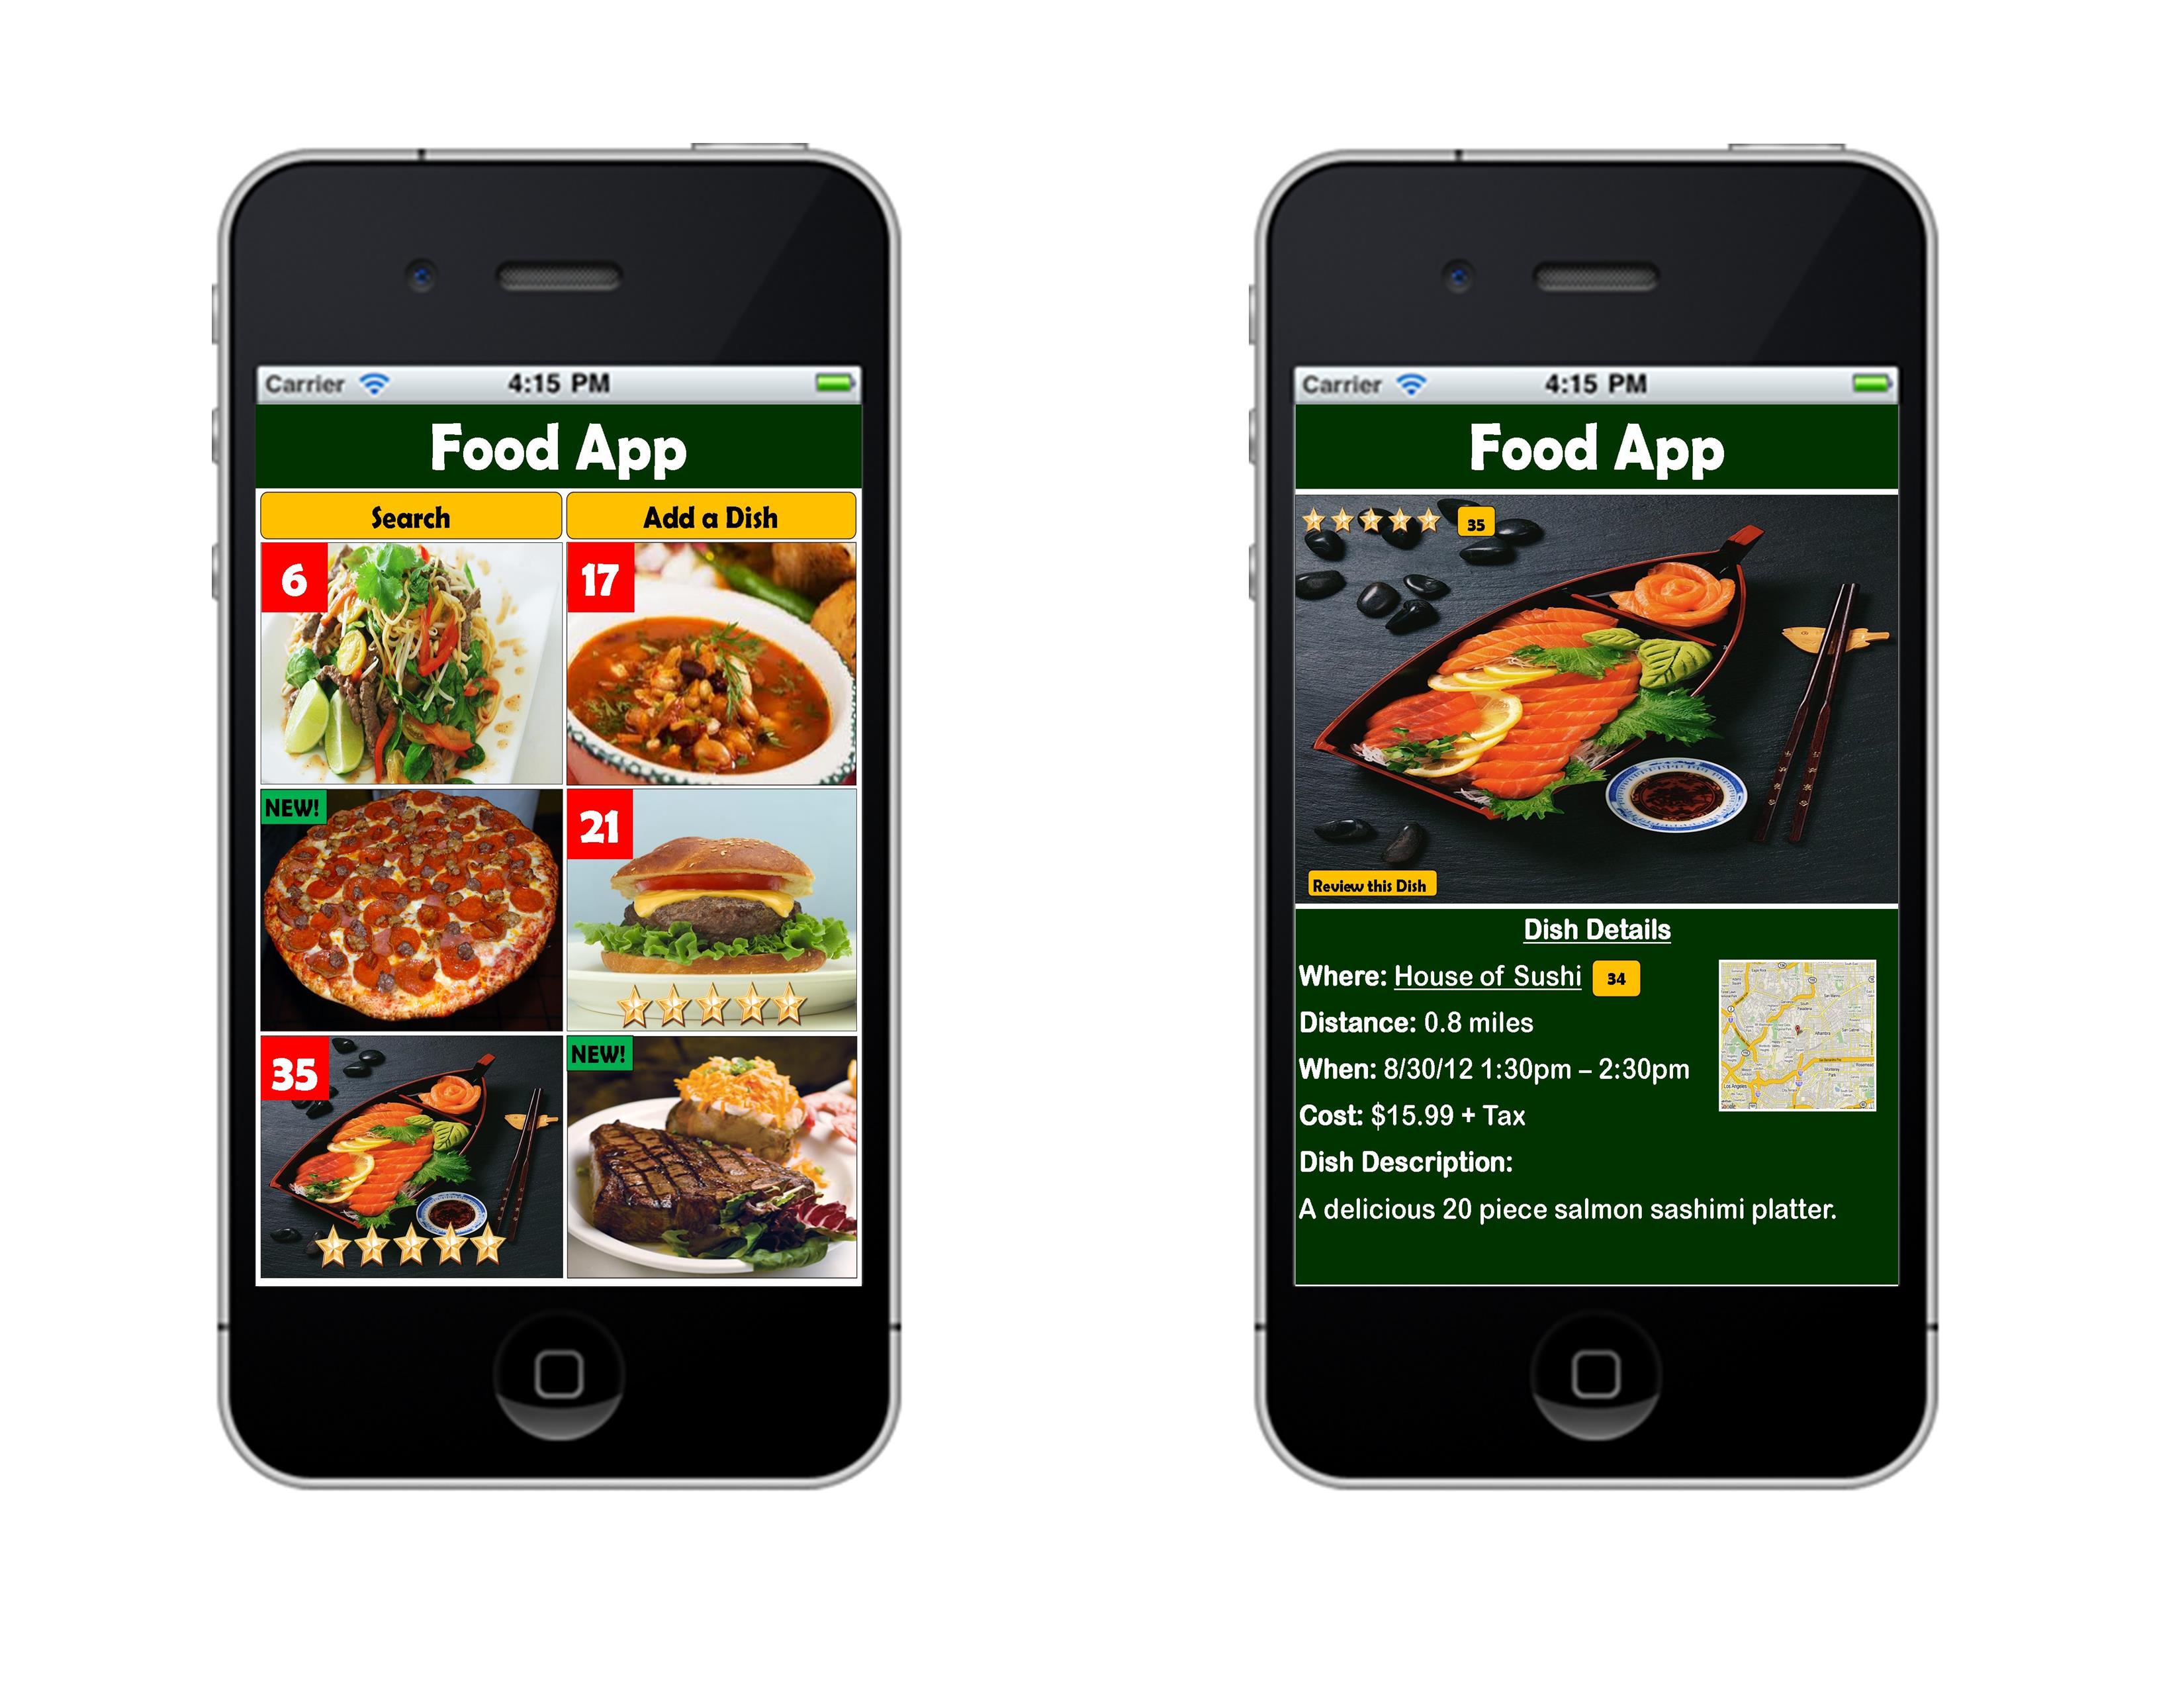 Carrier 4:15 PM
Food App
Search Add a Dish
6 17
NEW! 21
35 NEW!
Carrier 4:15 PM
Food App
35
Review this Dish
Dish Details
Where: House of Sushi 34
Distance: 0.8 miles
When: 8/30/12 1:30pm – 2:30pm
Cost: $15.99 + Tax
Dish Description:
A delicious 20 piece salmon sashimi platter.